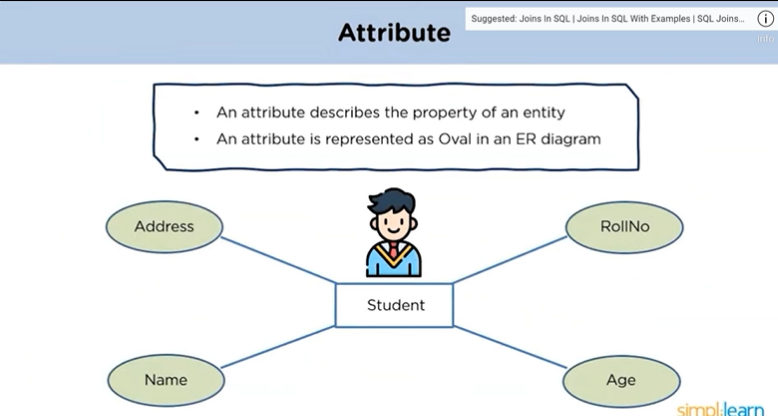 Suggested: Joins In SQL | Joins In SQL With Examples | SQL Joins...
Attribute
info
• An attribute describes the property of an entity
• An attribute is represented as Oval in an ER diagram
Address
RollNo
Student
Name
Age
simplilearn